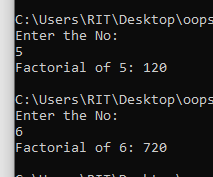 C:\Users\RIT\Desktop\oops
Enter the No:
5
Factorial of 5: 120
C:\Users\RIT\Desktop\oops
Enter the No:
6
Factorial of 6: 720